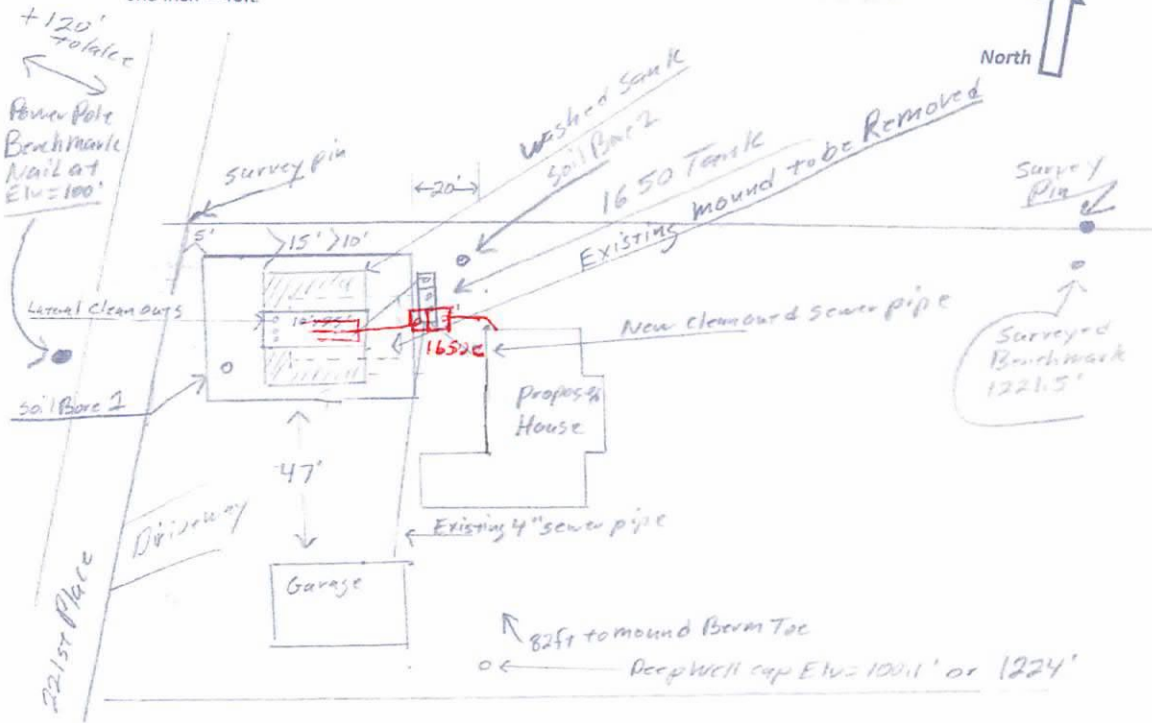 +120'
to lake
North
Power Pole
Benchmark
Nail at
Elv=100'
Survey pin
Washed Sand
Soil Bore 2
1650 Tank
Existing mound to be Removed
20'
Survey
Pin
5'
15'
10'
Lateral Cleanouts
1650c
New Cleanout & Sewer pipe
Surveyed
Benchmark
1221.5'
Soil Bore 1
Proposed
House
47'
Driveway
Existing 4" sewer pipe
Garage
221st Place
82ft to mound Berm Toe
Deep Well cap Elv=100.1' or 1224'